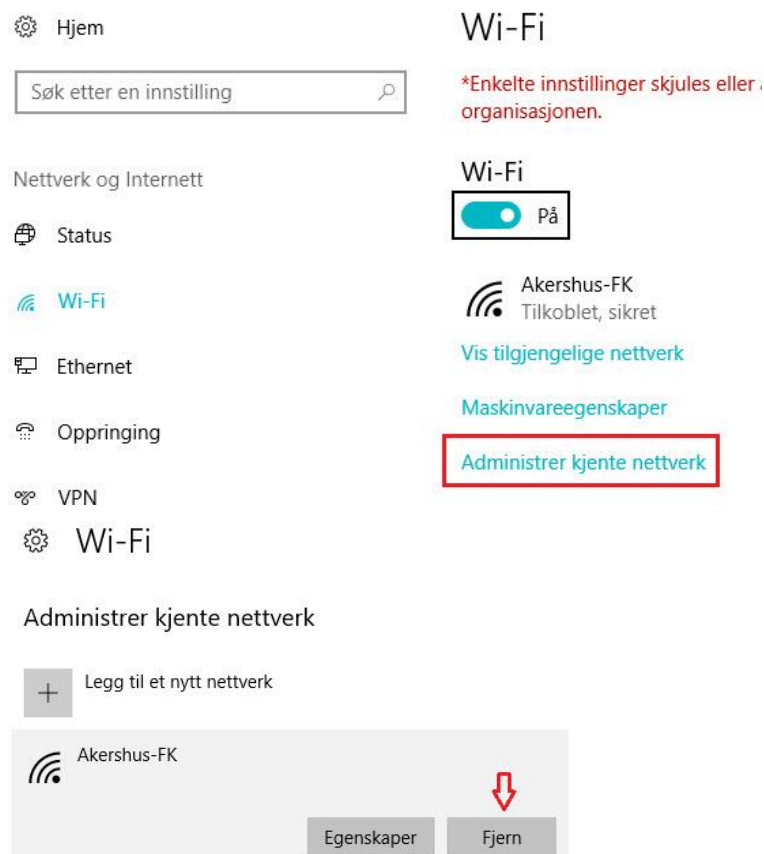 Hjem
Søk etter en innstilling
Nettverk og Internett
Status
Wi-Fi
Ethernet
Oppringing
VPN
Wi-Fi
*Enkelte innstillinger skjules eller
organisasjonen.
Wi-Fi
På
Akershus-FK
Tilkoblet, sikret
Vis tilgjengelige nettverk
Maskinvareegenskaper
Administrer kjente nettverk
Wi-Fi
Administrer kjente nettverk
Legg til et nytt nettverk
Akershus-FK
Egenskaper Fjern